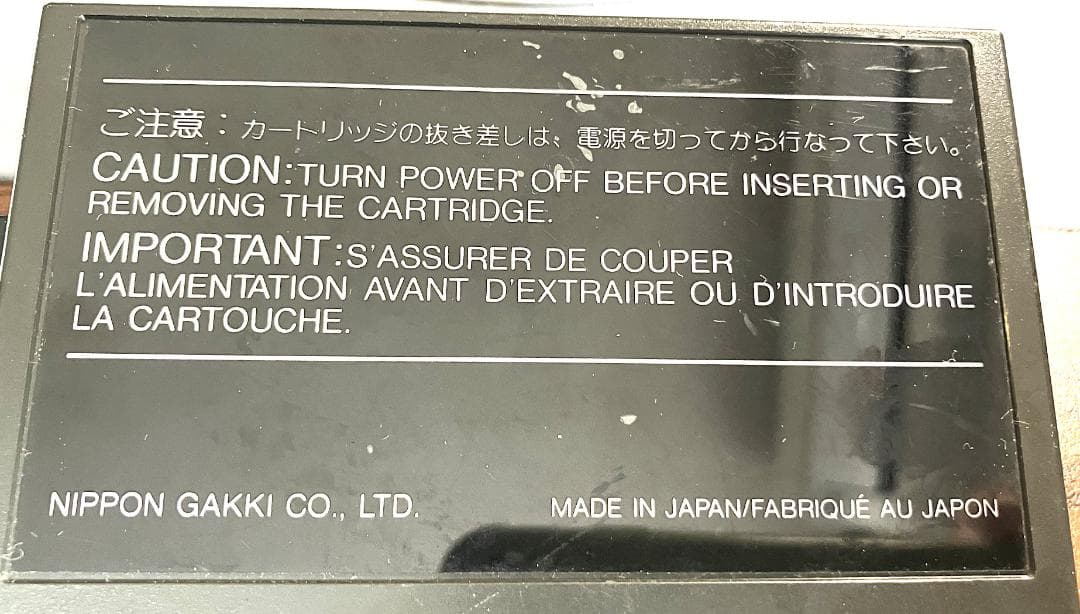 ご注意：カートリッジの抜き差しは、電源を切ってから行なって下さい。
CAUTION:TURN POWER OFF BEFORE INSERTING OR
REMOVING THE CARTRIDGE.
IMPORTANT:S'ASSURER DE COUPER
L'ALIMENTATION AVANT D'EXTRAIRE OU D'INTRODUIRE
LA CARTOUCHE.
NIPPON GAKKI CO., LTD. MADE IN JAPAN/FABRIQUÉ AU JAPON